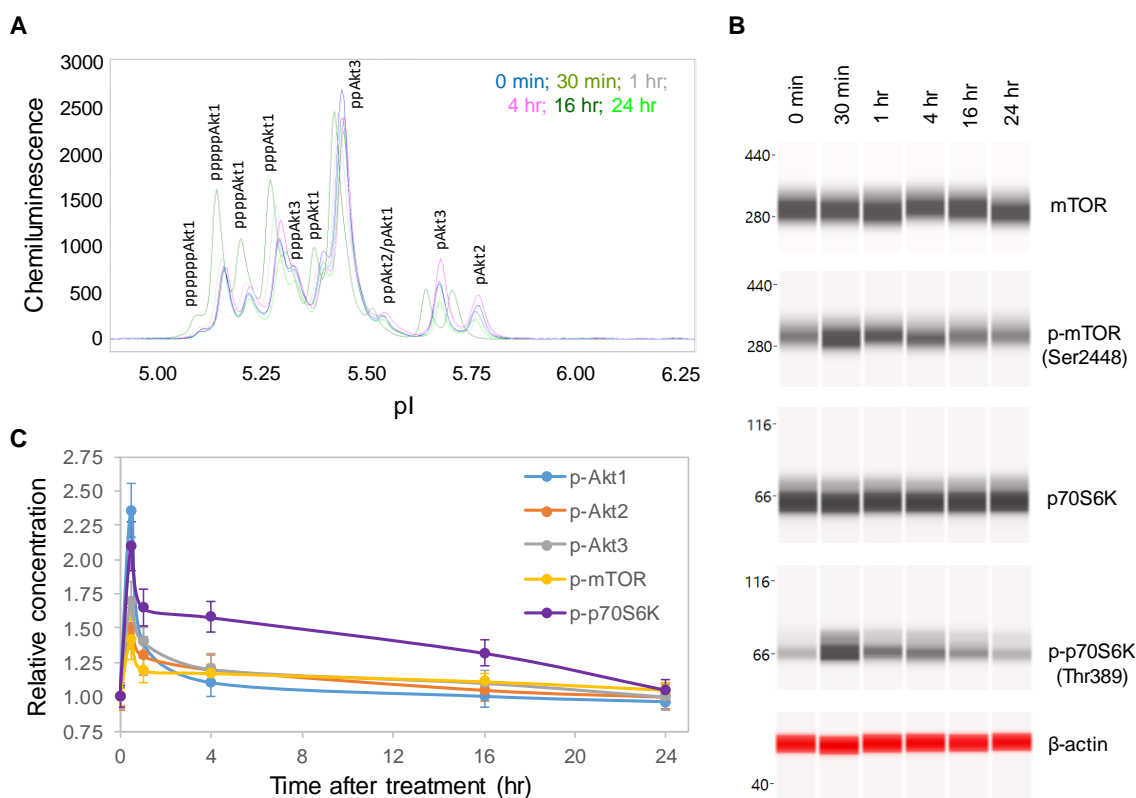 A
3000
2500
2000
1500
1000
500
0
Chemiluminescence
0 min; 30 min; 1 hr;
4 hr; 16 hr; 24 hr
ppppppAkt1
pppppAkt1
ppppAkt1
pppAkt1
pppAkt3
ppAkt1
ppAkt3
ppAkt2/pAkt1
pAkt3
pAkt2
5.00 5.25 5.50 5.75 6.00 6.25
pI
B
0 min 30 min 1 hr 4 hr 16 hr 24 hr
440-
280-
mTOR
440-
280-
p-mTOR
(Ser2448)
116-
66-
p70S6K
116-
66-
p-p70S6K
(Thr389)
β-actin
40-
C
2.75
2.50
2.25
2.00
1.75
1.50
1.25
1.00
0.75
Relative concentration
p-Akt1
p-Akt2
p-Akt3
p-mTOR
p-p70S6K
0 4 8 12 16 20 24
Time after treatment (hr)